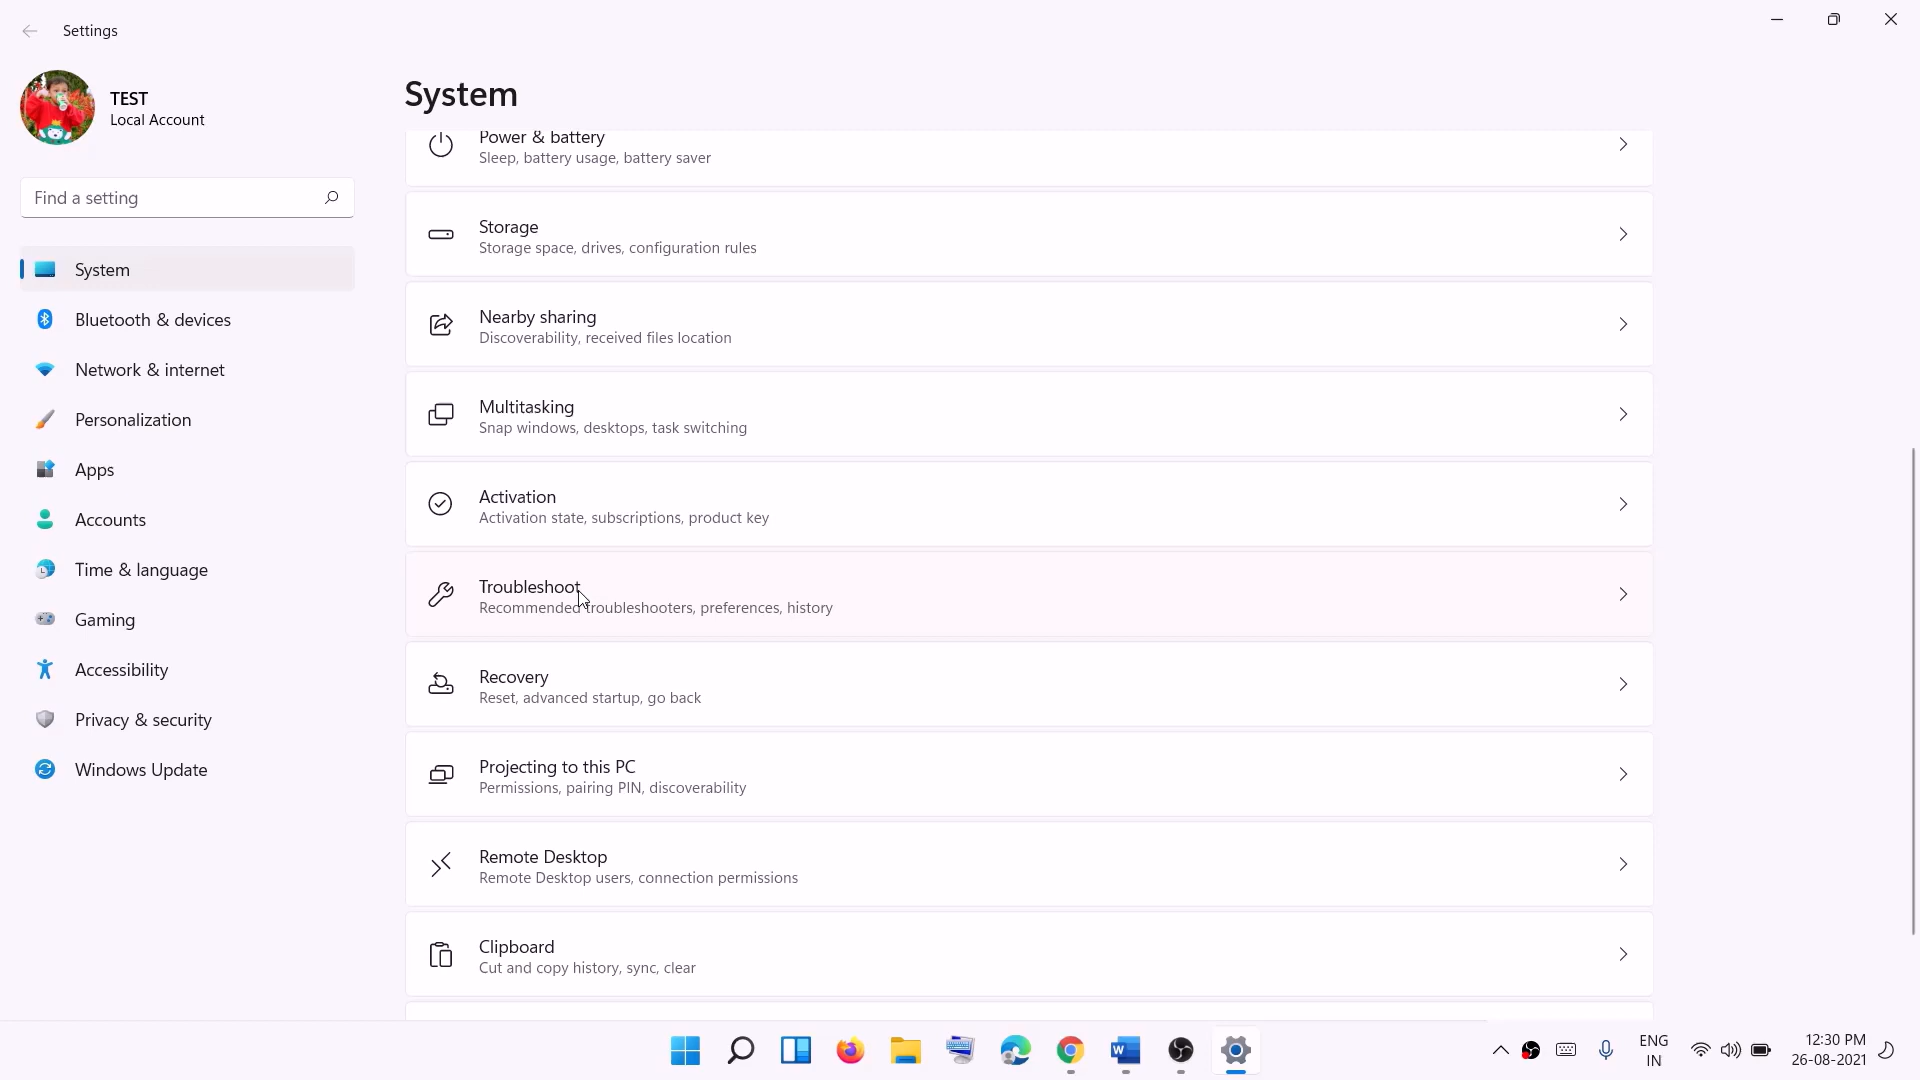 Settings
TEST
Local Account
Find a setting
System
Bluetooth & devices
Network & internet
Personalization
Apps
Accounts
Time & language
Gaming
Accessibility
Privacy & security
Windows Update
System
Power & battery
Sleep, battery usage, battery saver
Storage
Storage space, drives, configuration rules
Nearby sharing
Discoverability, received files location
Multitasking
Snap windows, desktops, task switching
Activation
Activation state, subscriptions, product key
Troubleshoot
Recommended troubleshooters, preferences, history
Recovery
Reset, advanced startup, go back
Projecting to this PC
Permissions, pairing PIN, discoverability
Remote Desktop
Remote Desktop users, connection permissions
Clipboard
Cut and copy history, sync, clear
W
ENG
IN
12:30 PM
26-08-2021